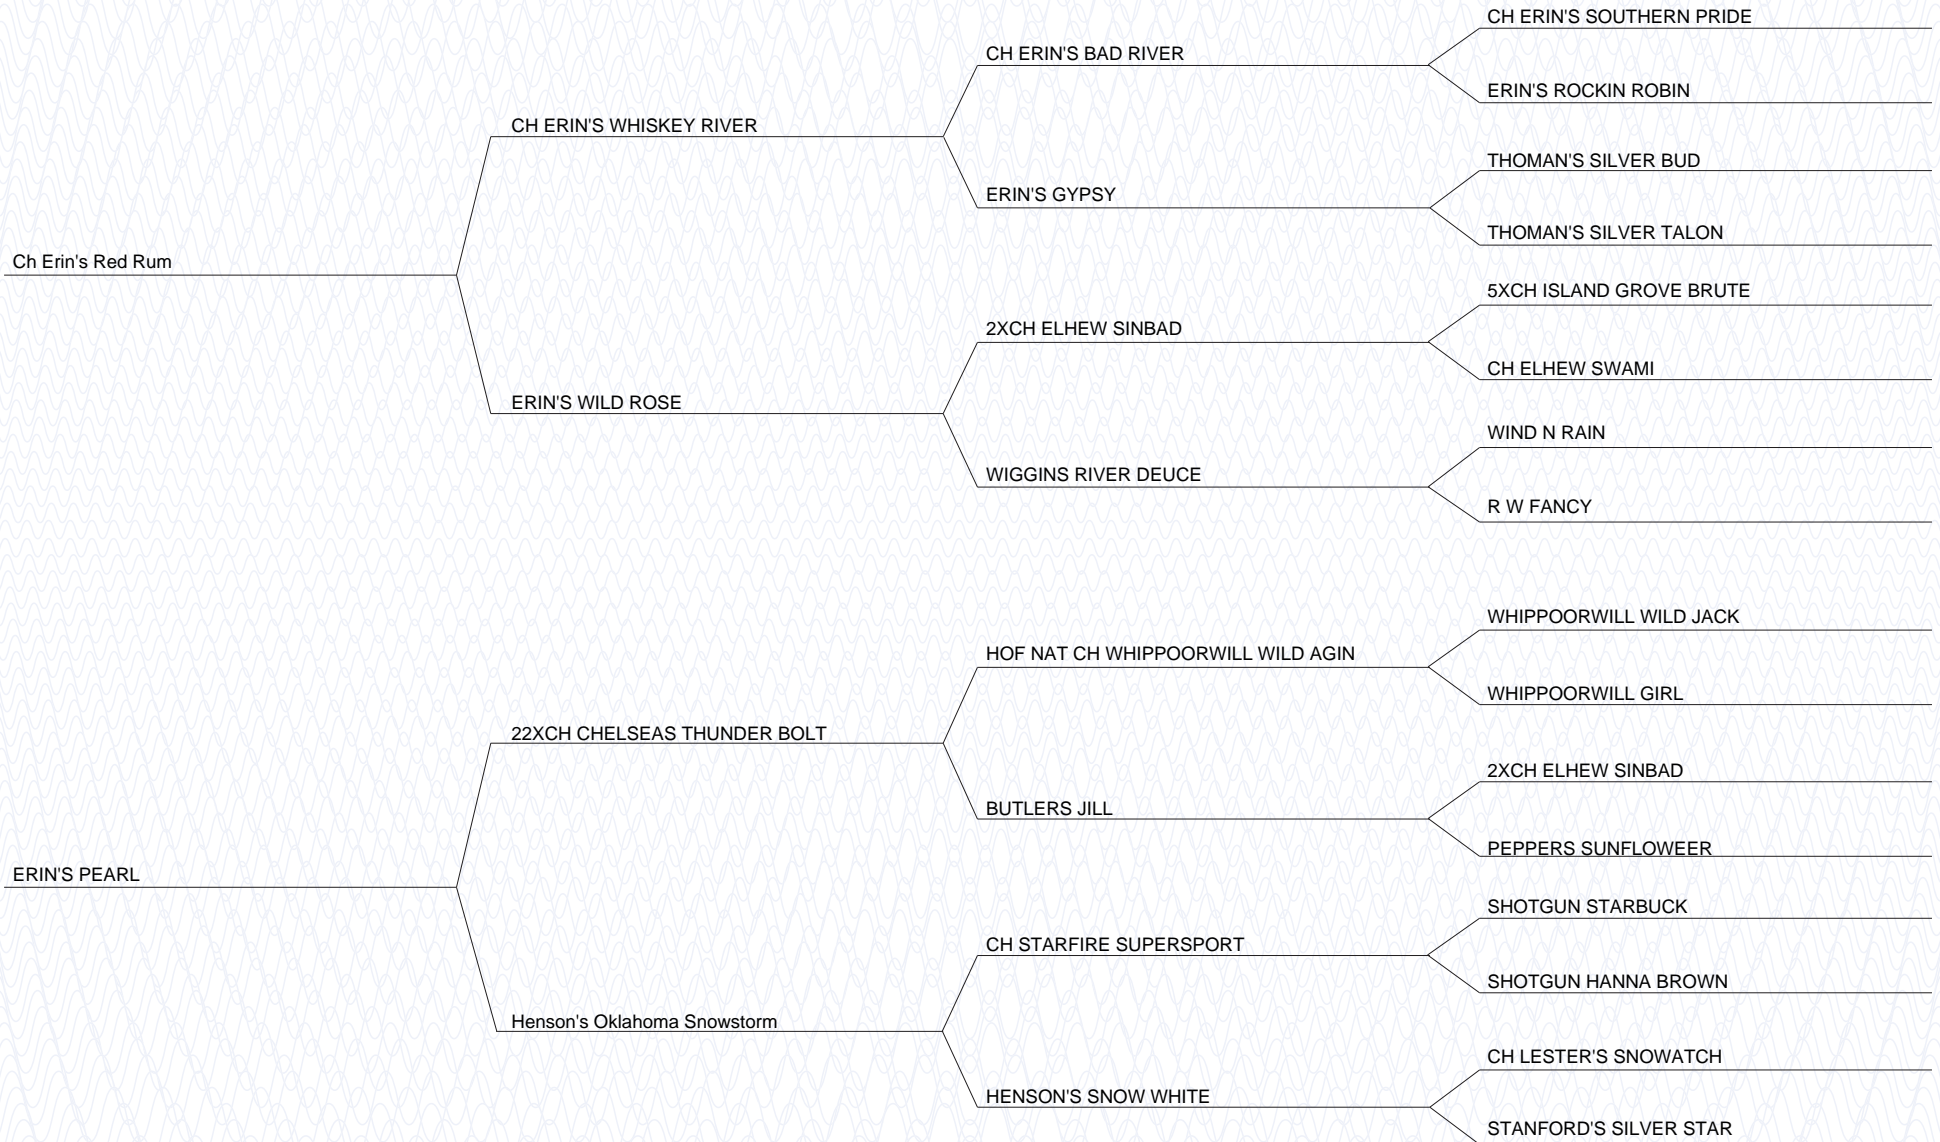 CH ERIN'S SOUTHERN PRIDE
CH ERIN'S BAD RIVER
ERIN'S ROCKIN ROBIN
CH ERIN'S WHISKEY RIVER
THOMAN'S SILVER BUD
ERIN'S GYPSY
THOMAN'S SILVER TALON
Ch Erin's Red Rum
5XCH ISLAND GROVE BRUTE
2XCH ELHEW SINBAD
CH ELHEW SWAMI
ERIN'S WILD ROSE
WIND N RAIN
WIGGINS RIVER DEUCE
R W FANCY
WHIPPOORWILL WILD JACK
HOF NAT CH WHIPPOORWILL WILD AGIN
WHIPPOORWILL GIRL
22XCH CHELSEAS THUNDER BOLT
2XCH ELHEW SINBAD
BUTLERS JILL
PEPPERS SUNFLOWEER
ERIN'S PEARL
SHOTGUN STARBUCK
CH STARFIRE SUPERSPORT
SHOTGUN HANNA BROWN
Henson's Oklahoma Snowstorm
CH LESTER'S SNOWATCH
HENSON'S SNOW WHITE
STANFORD'S SILVER STAR